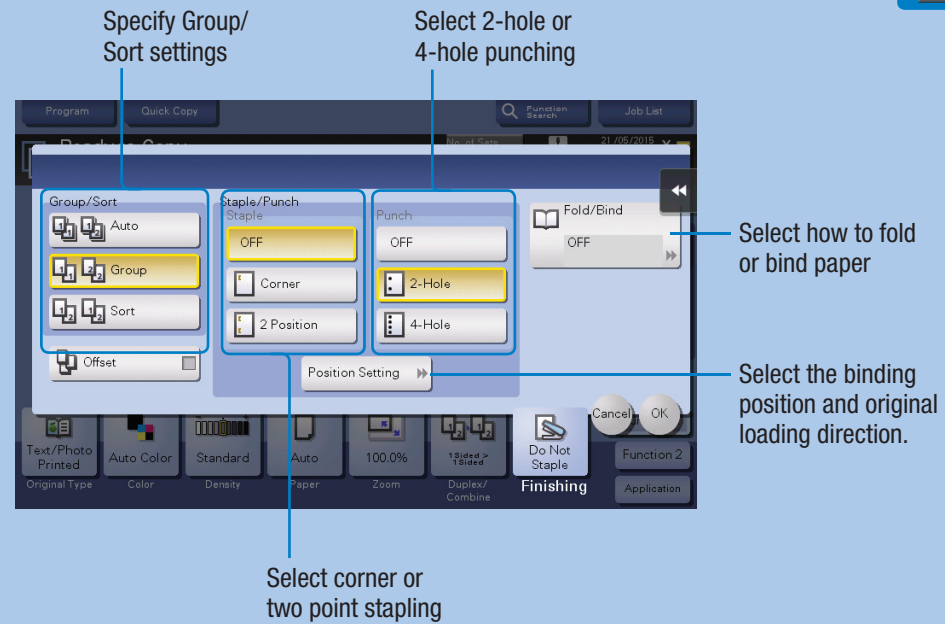 Specify Group/
Sort settings
Select 2-hole or
4-hole punching
Program
Quick Copy
Function
Search
Job List
No. of Sets
21/05/2015
Group/Sort
Auto
Group
Sort
Offset
Staple/Punch
Staple
OFF
Corner
2 Position
Punch
OFF
2-Hole
4-Hole
Position Setting
Fold/Bind
OFF
Select how to fold
or bind paper
Select the binding
position and original
loading direction.
Cancel
OK
Text/Photo
Printed
Auto Color
Standard
Auto
100.0%
1Sided >
1Sided
Do Not
Staple
Function 2
Original Type
Color
Density
Paper
Zoom
Duplex/
Combine
Finishing
Application
Select corner or
two point stapling